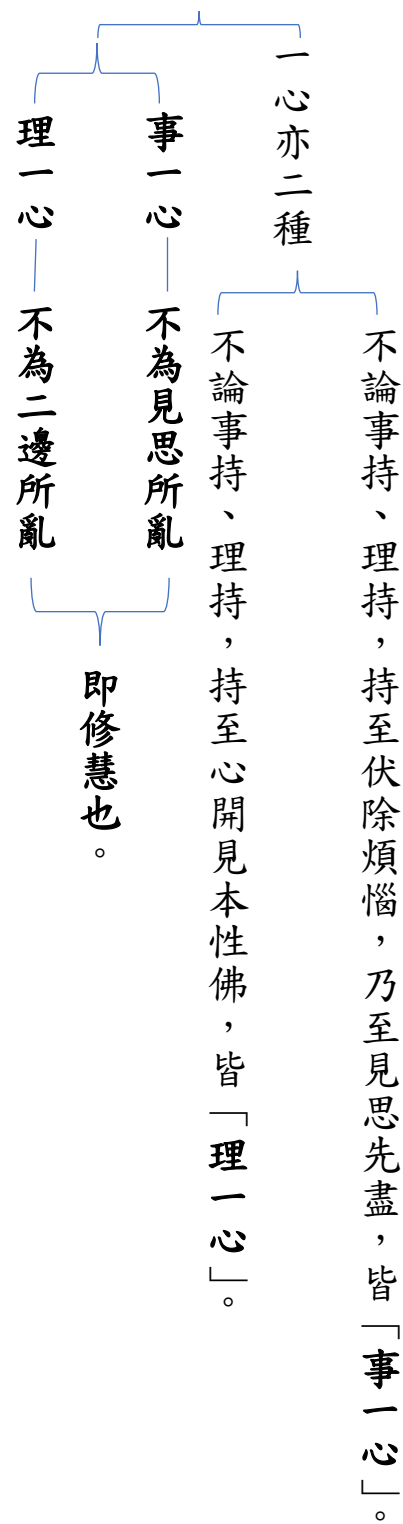 一心亦二種
不論事持、理持，持至伏除煩惱，乃至見思先盡，皆「事一心」。
不論事持、理持，持至心開見本性佛，皆「理一心」。
事一心
不為見思所亂
理一心
不為二邊所亂
即修慧也。